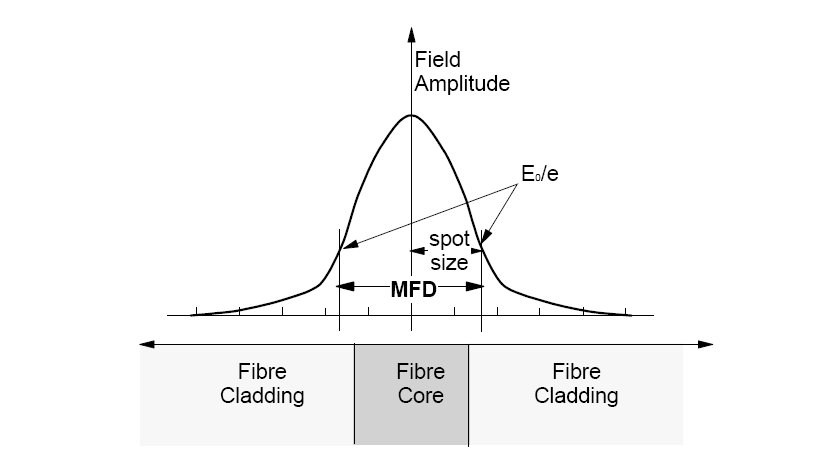 Field
Amplitude
E₀/e
spot
size
MFD
Fibre
Cladding
Fibre
Core
Fibre
Cladding